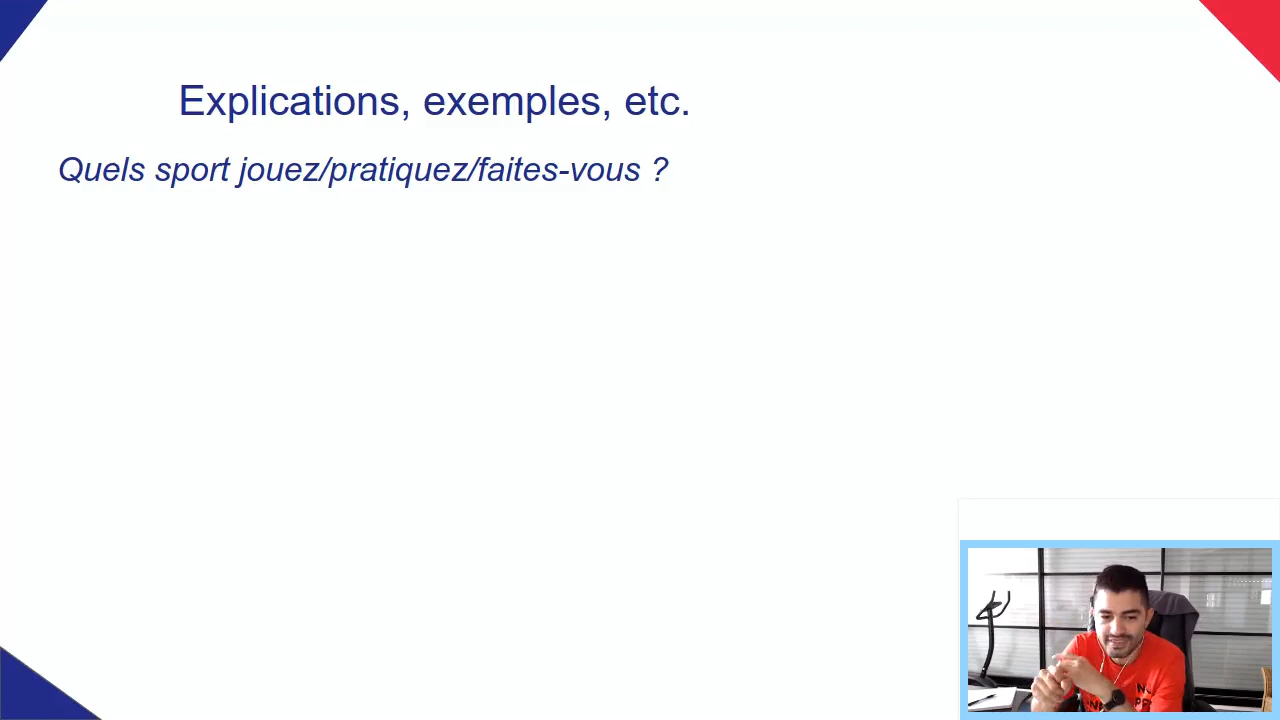 Explications, exemples, etc.
Quels sport jouez/pratiquez/faites-vous ?